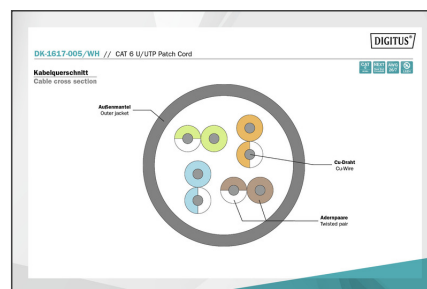 DIGITUS®
DK-1617-005/WH // CAT 6 U/UTP Patch Cord
Kabelquerschnitt
Cable cross section
Außenmantel
Outer jacket
Cu-Draht
Cu-Wire
Adernpaare
Twisted pair